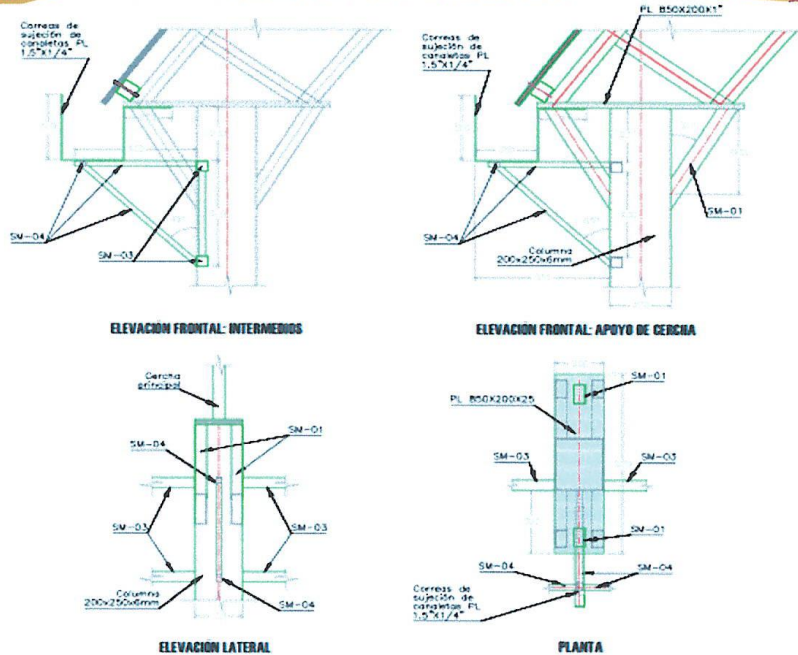 Correas de
sujeción de
canaletas PL
1.5"X1/4"
SM-04
SM-03
ELEVACIÓN FRONTAL: INTERMEDIOS
PL 850X200X1"
Correas de
sujeción de
canaletas PL
1.5"X1/4"
SM-04
SM-01
Columna
200x250x6mm
ELEVACIÓN FRONTAL: APOYO DE CERCHA
Cercha
principal
SM-04
SM-01
SM-03
SM-03
Columna
200x250x6mm
SM-04
ELEVACIÓN LATERAL
SM-01
PL 850X200X25
SM-03
SM-03
SM-01
SM-04
SM-04
Correas de
sujeción de
canaletas PL
1.5"X1/4"
PLANTA